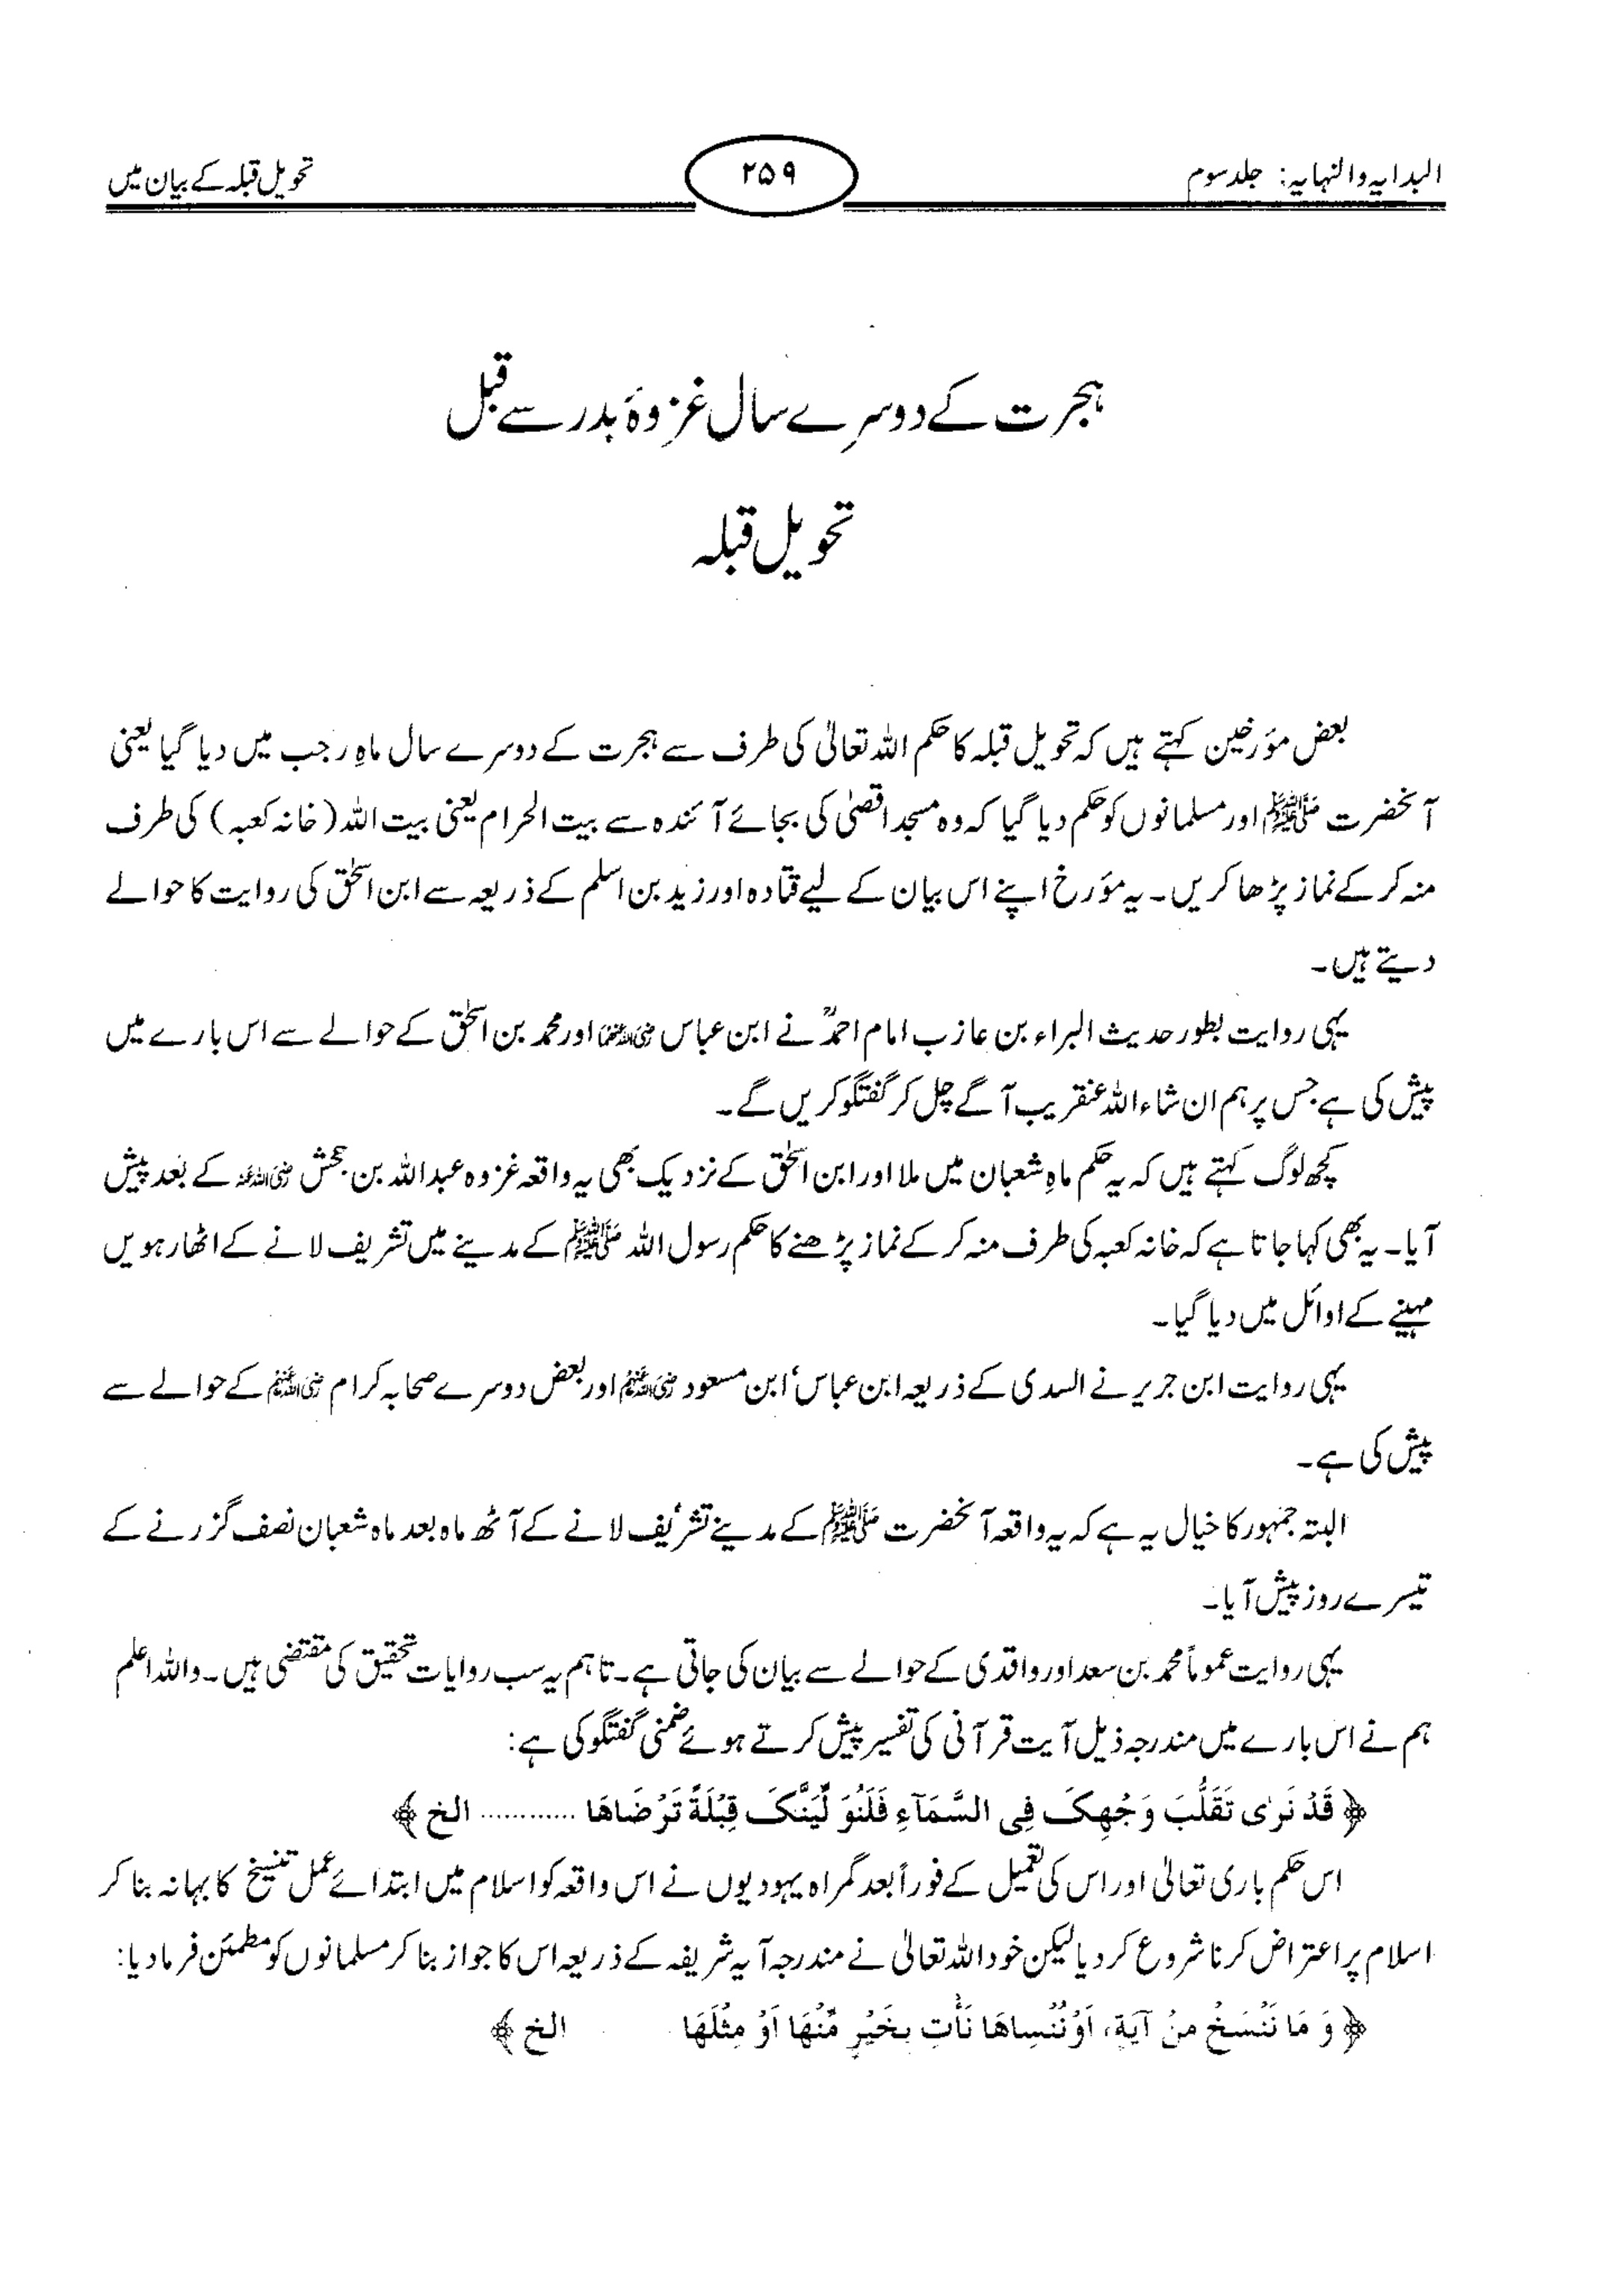 البدایہ والنہایہ: جلد سوم
۲۵۹
تحویل قبلہ کے بیان میں
ہجرت کے دوسرے سال غزوۂ بدر سے قبل
تحویل قبلہ
بعض مؤرخین کہتے ہیں کہ تحویل قبلہ کا حکم اللہ تعالیٰ کی طرف سے ہجرت کے دوسرے سال ماہِ رجب میں دیا گیا یعنی
آنحضرت ﷺ اور مسلمانوں کو حکم دیا گیا کہ وہ مسجد اقصیٰ کی بجائے آئندہ سے بیت الحرام یعنی بیت اللہ (خانہ کعبہ) کی طرف
منہ کر کے نماز پڑھا کریں۔ یہ مؤرخ اپنے اس بیان کے لیے قتادہ اور زید بن اسلم کے ذریعہ سے ابن اسحٰق کی روایت کا حوالے
دیتے ہیں۔
یہی روایت بطور حدیث البراء بن عازب امام احمدؒ نے ابن عباس رضی اللہ عنہما اور محمد بن اسحٰق کے حوالے سے اس بارے میں
پیش کی ہے جس پر ہم ان شاء اللہ عنقریب آگے چل کر گفتگو کریں گے۔
کچھ لوگ کہتے ہیں کہ یہ حکم ماہِ شعبان میں ملا اور ابن اسحٰق کے نزدیک بھی یہ واقعہ غزوہ عبداللہ بن جحش رضی اللہ عنہ کے بعد پیش
آیا۔ یہ بھی کہا جاتا ہے کہ خانہ کعبہ کی طرف منہ کر کے نماز پڑھنے کا حکم رسول اللہ ﷺ کے مدینے میں تشریف لانے کے اٹھارہویں
مہینے کے اوائل میں دیا گیا۔
یہی روایت ابن جریر نے السدی کے ذریعہ ابن عباس‘ ابن مسعود رضی اللہ عنہم اور بعض دوسرے صحابہ کرام رضی اللہ عنہم کے حوالے سے
پیش کی ہے۔
البتہ جمہور کا خیال یہ ہے کہ یہ واقعہ آنحضرت ﷺ کے مدینے تشریف لانے کے آٹھ ماہ بعد ماہ شعبان نصف گزرنے کے
تیسرے روز پیش آیا۔
یہی روایت عموماً محمد بن سعد اور واقدی کے حوالے سے بیان کی جاتی ہے۔ تاہم یہ سب روایات تحقیق کی مقتضی ہیں۔ واللہ اعلم
ہم نے اس بارے میں مندرجہ ذیل آیت قرآنی کی تفسیر پیش کرتے ہوئے ضمنی گفتگو کی ہے:
﴿ قَدْ نَرٰی تَقَلُّبَ وَجْهِکَ فِی السَّمَآءِ فَلَنُوَ لِّیَنَّکَ قِبْلَةً تَرْضَاهَا ............ الخ ﴾
اس حکم باری تعالیٰ اور اس کی تعمیل کے فوراً بعد گمراہ یہودیوں نے اس واقعہ کو اسلام میں ابتدائے عمل تنسیخ کا بہانہ بنا کر
اسلام پر اعتراض کرنا شروع کر دیا لیکن خود اللہ تعالیٰ نے مندرجہ آیہ شریفہ کے ذریعہ اس کا جواز بنا کر مسلمانوں کو مطمئن فرما دیا:
﴿ وَ مَا نَنْسَخْ مِنْ آیَةٍ، اَوْ نُنْسِاهَا نَأْتِ بِخَیْرٍ مِّنْهَا اَوْ مِثْلَهَا الخ ﴾